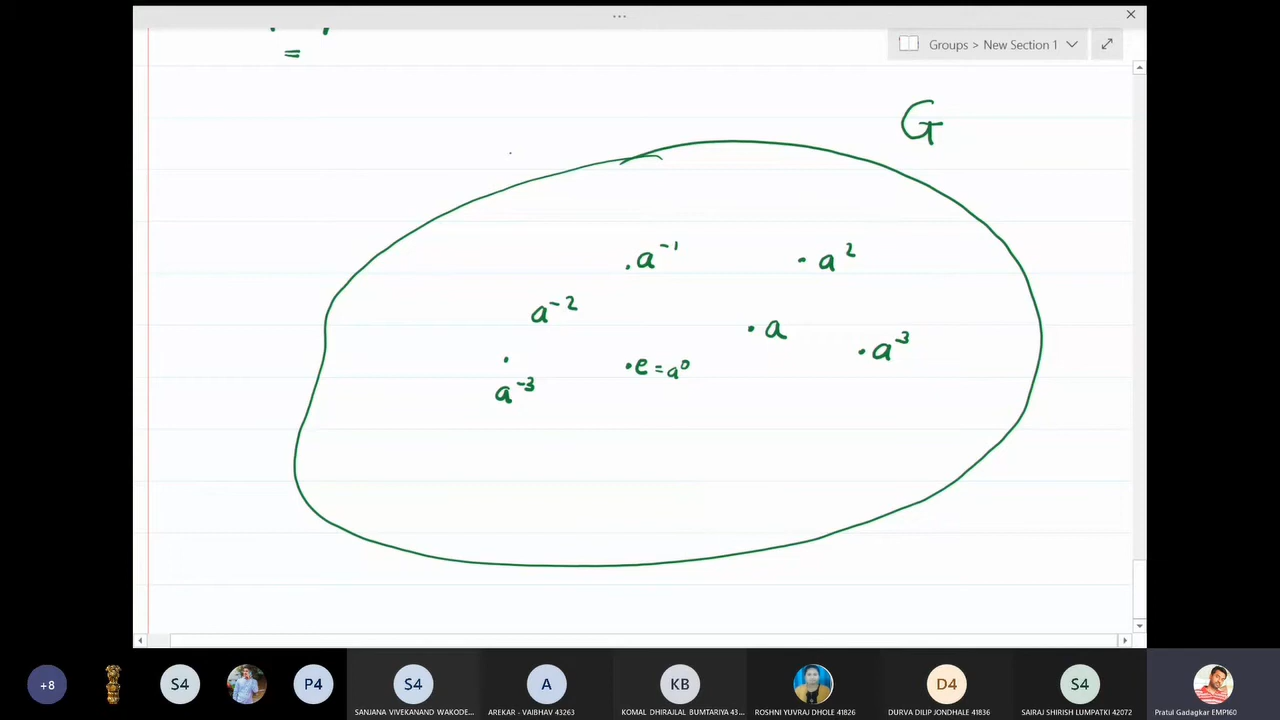 =
Groups > New Section 1
G
.a⁻¹
· a²
a⁻²
· a
· a³
· e = a⁰
a⁻³
+8
S4
P4
S4
A
KB
D4
S4
SANJANA VIVEKANAND WAKODE...
AREKAR - VAIBHAV 43263
KOMAL DHIRAJLAL BUMTARIYA 43...
ROSHNI YUVRAJ DHOLE 41826
DURVA DILIP JONDHALE 41836
SAIRAJ SHIRISH LUMPATKI 42072
Pratul Gadagkar EMP160